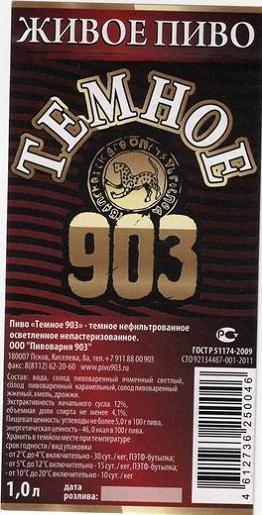 ЖИВОЕ ПИВО
ТЕМНОЕ
903
Пиво «Темное 903» - темное нефильтрованное
осветленное непастеризованное.
ООО "Пивоварня 903"
180007 Псков, Киселева, 8а, тел. +7 911 88 00 903
факс: 8(8112) 62-20-60 www.pivo903.ru
ГОСТ Р 51174-2009
СТО 92134487-001-2011
Состав: вода, солод пивоваренный ячменный светлый,
солод пивоваренный карамельный, солод пивоваренный
жженый, хмель, дрожжи.
Экстрактивность начального сусла 12%,
объемная доля спирта не менее 4,1%.
Пищевая ценность: углеводы не более 5,0 г в 100 г пива,
энергетическая ценность - 46,0 ккал в 100 г пива.
Хранить в темном месте при температуре
срок годности / вид упаковки
- от 2°С до 4°С включительно - 30 сут. / кег, ПЭТФ-бутылка;
- от 5°С до 12°С включительно - 15 сут. / кег, ПЭТФ-бутылка;
- от 10°С до 20°С включительно - 10 сут. / кег
1,0 л
дата
розлива:
4 612736 250046